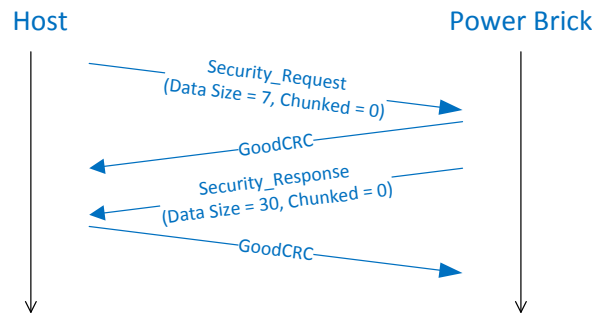 Host
Power Brick
Security_Request
(Data Size = 7, Chunked = 0)
GoodCRC
Security_Response
(Data Size = 30, Chunked = 0)
GoodCRC